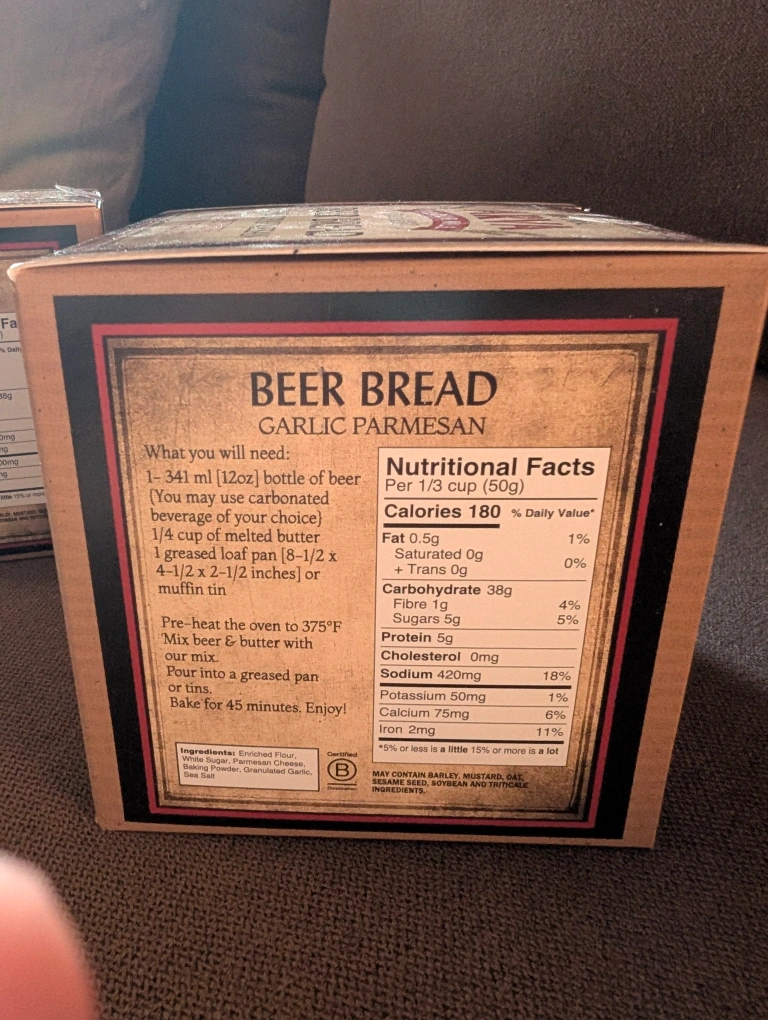 BEER BREAD
GARLIC PARMESAN
What you will need:
1- 341 ml [12oz] bottle of beer
{You may use carbonated
beverage of your choice}
1/4 cup of melted butter
1 greased loaf pan [8-1/2 x
4-1/2 x 2-1/2 inches] or
muffin tin
Pre-heat the oven to 375°F
Mix beer & butter with
our mix.
Pour into a greased pan
or tins.
Bake for 45 minutes. Enjoy!
Ingredients: Enriched Flour,
White Sugar, Parmesan Cheese,
Baking Powder, Granulated Garlic,
Sea Salt
Certified
B
Corporation
Nutritional Facts
Per 1/3 cup (50g)
Calories 180 % Daily Value*
Fat 0.5g 1%
Saturated 0g
+ Trans 0g 0%
Carbohydrate 38g
Fibre 1g 4%
Sugars 5g 5%
Protein 5g
Cholesterol 0mg
Sodium 420mg 18%
Potassium 50mg 1%
Calcium 75mg 6%
Iron 2mg 11%
*5% or less is a little 15% or more is a lot
MAY CONTAIN BARLEY, MUSTARD, OAT,
SESAME SEED, SOYBEAN AND TRITICALE
INGREDIENTS.